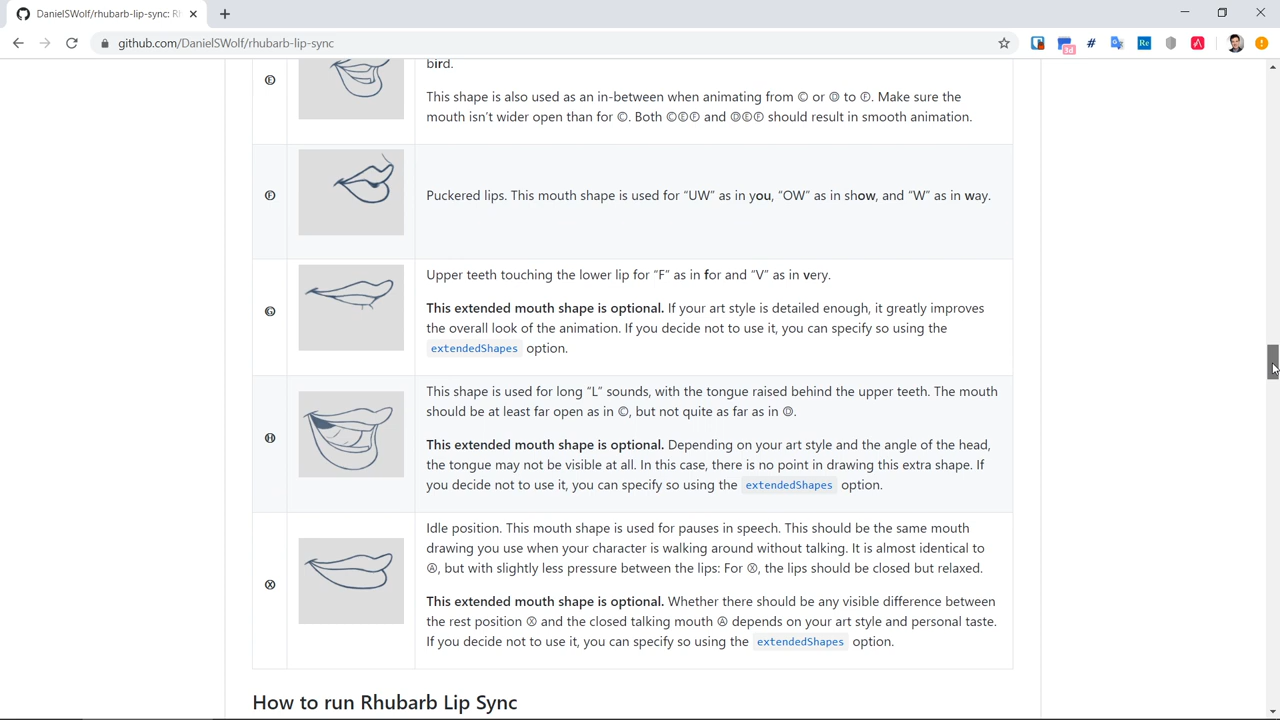 DanielSWolf/rhubarb-lip-sync: Rh
github.com/DanielSWolf/rhubarb-lip-sync
3d
#
Re
bird.
Ⓔ
This shape is also used as an in-between when animating from Ⓒ or Ⓓ to Ⓕ. Make sure the
mouth isn't wider open than for Ⓒ. Both ⒸⒺⒻ and ⒹⒺⒻ should result in smooth animation.
Ⓕ
Puckered lips. This mouth shape is used for “UW” as in you, “OW” as in show, and “W” as in way.
Upper teeth touching the lower lip for “F” as in for and “V” as in very.
Ⓖ
This extended mouth shape is optional. If your art style is detailed enough, it greatly improves
the overall look of the animation. If you decide not to use it, you can specify so using the
extendedShapes option.
This shape is used for long “L” sounds, with the tongue raised behind the upper teeth. The mouth
should be at least far open as in Ⓒ, but not quite as far as in Ⓓ.
Ⓗ
This extended mouth shape is optional. Depending on your art style and the angle of the head,
the tongue may not be visible at all. In this case, there is no point in drawing this extra shape. If
you decide not to use it, you can specify so using the extendedShapes option.
Idle position. This mouth shape is used for pauses in speech. This should be the same mouth
drawing you use when your character is walking around without talking. It is almost identical to
Ⓐ, but with slightly less pressure between the lips: For Ⓧ, the lips should be closed but relaxed.
Ⓧ
This extended mouth shape is optional. Whether there should be any visible difference between
the rest position Ⓧ and the closed talking mouth Ⓐ depends on your art style and personal taste.
If you decide not to use it, you can specify so using the extendedShapes option.
How to run Rhubarb Lip Sync